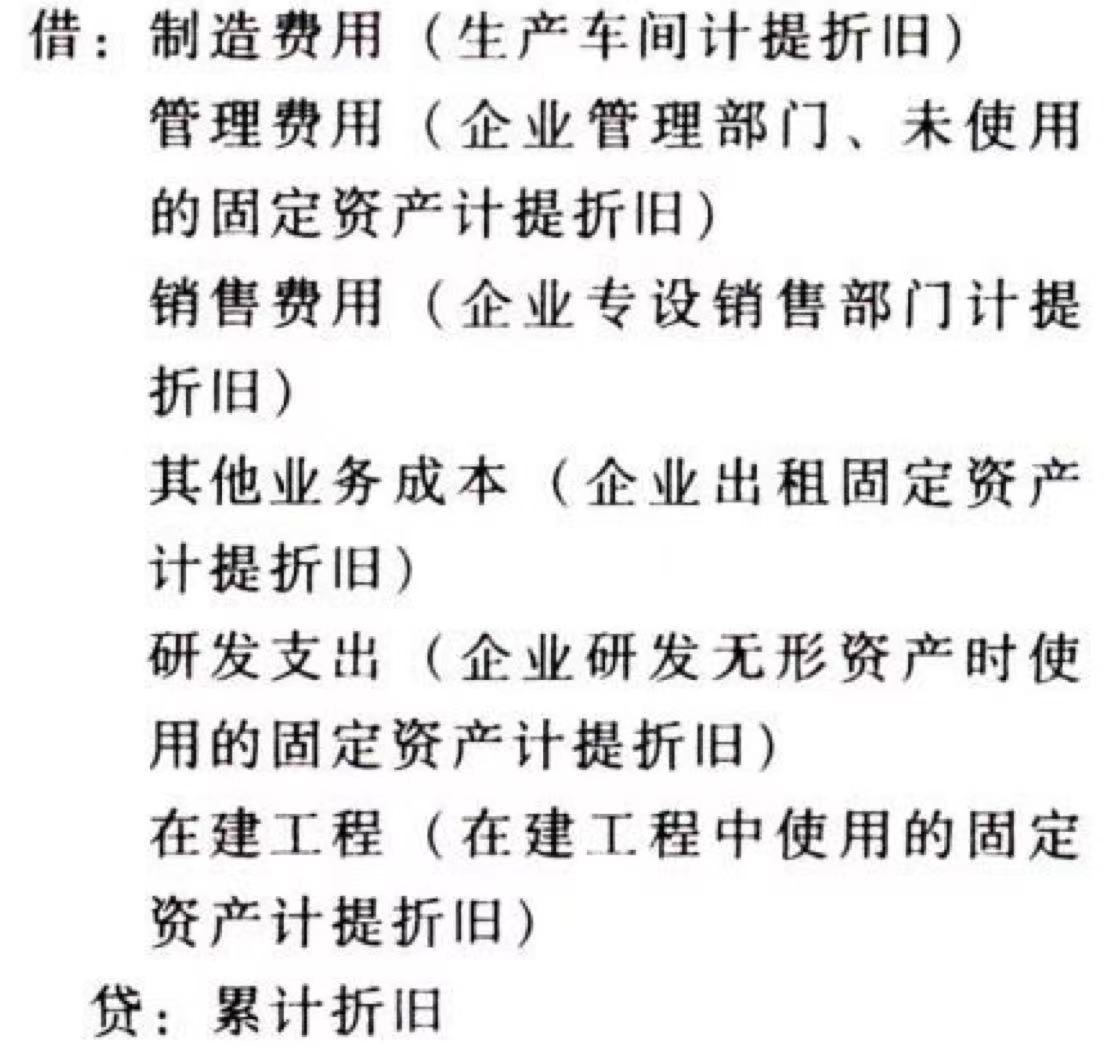 借：制造费用（生产车间计提折旧）
管理费用（企业管理部门、未使用
的固定资产计提折旧）
销售费用（企业专设销售部门计提
折旧）
其他业务成本（企业出租固定资产
计提折旧）
研发支出（企业研发无形资产时使
用的固定资产计提折旧）
在建工程（在建工程中使用的固定
资产计提折旧）
贷：累计折旧